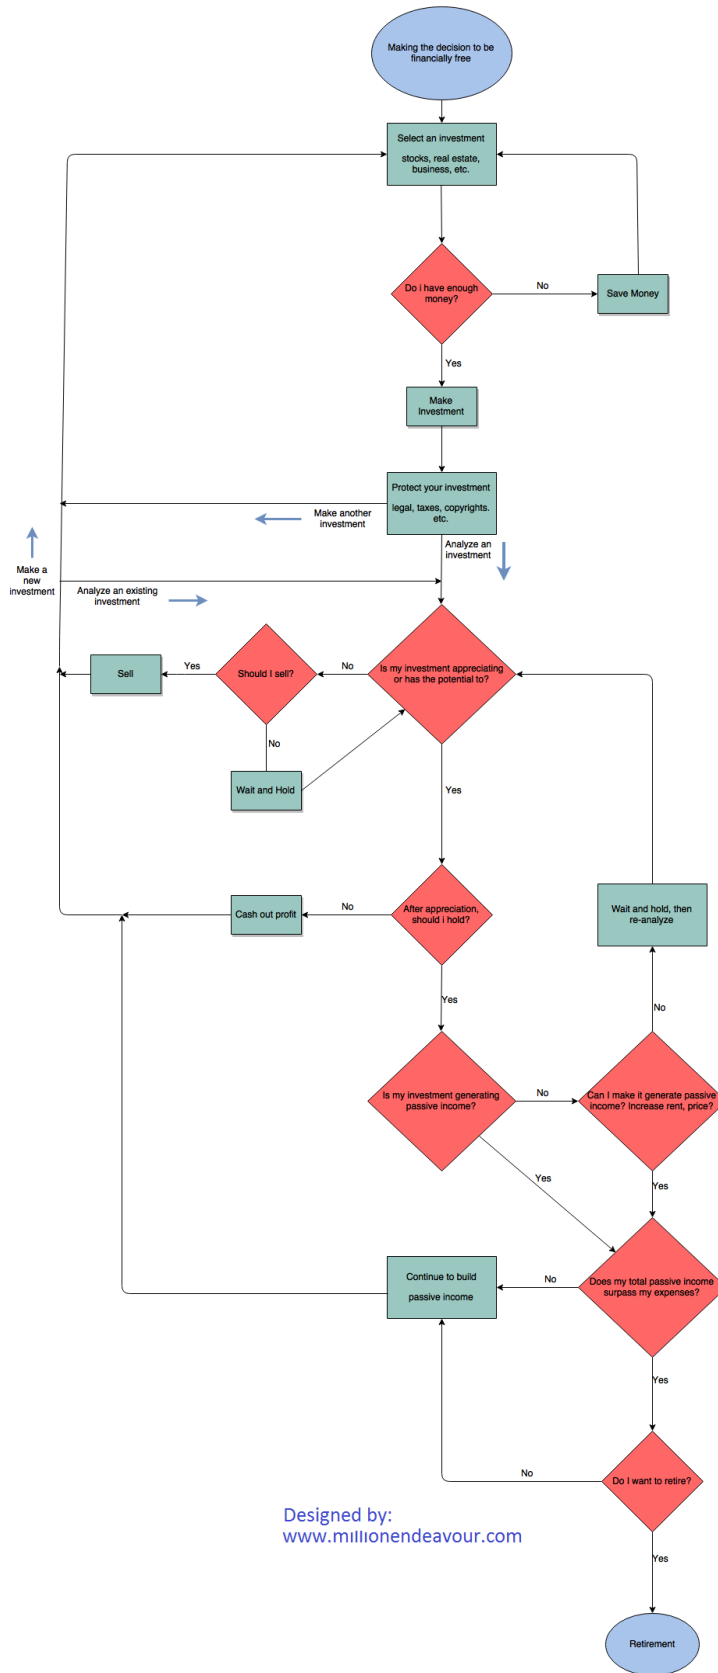 Making the decision to be
financially free
Select an investment
stocks, real estate,
business, etc.
Do i have enough
money?
No
Save Money
Yes
Make
Investment
Protect your investment
legal, taxes, copyrights.
etc.
Make another
investment
Analyze an
investment
Make a
new
investment
Analyze an existing
investment
Is my investment appreciating
or has the potential to?
No
Should I sell?
Yes
Sell
No
Wait and Hold
Yes
After appreciation,
should i hold?
No
Cash out profit
Wait and hold, then
re-analyze
Yes
No
Is my investment generating
passive income?
No
Can I make it generate passive
income? Increase rent, price?
Yes
Yes
Does my total passive income
surpass my expenses?
No
Continue to build
passive income
Yes
Do I want to retire?
No
Designed by:
www.millionendeavour.com
Yes
Retirement